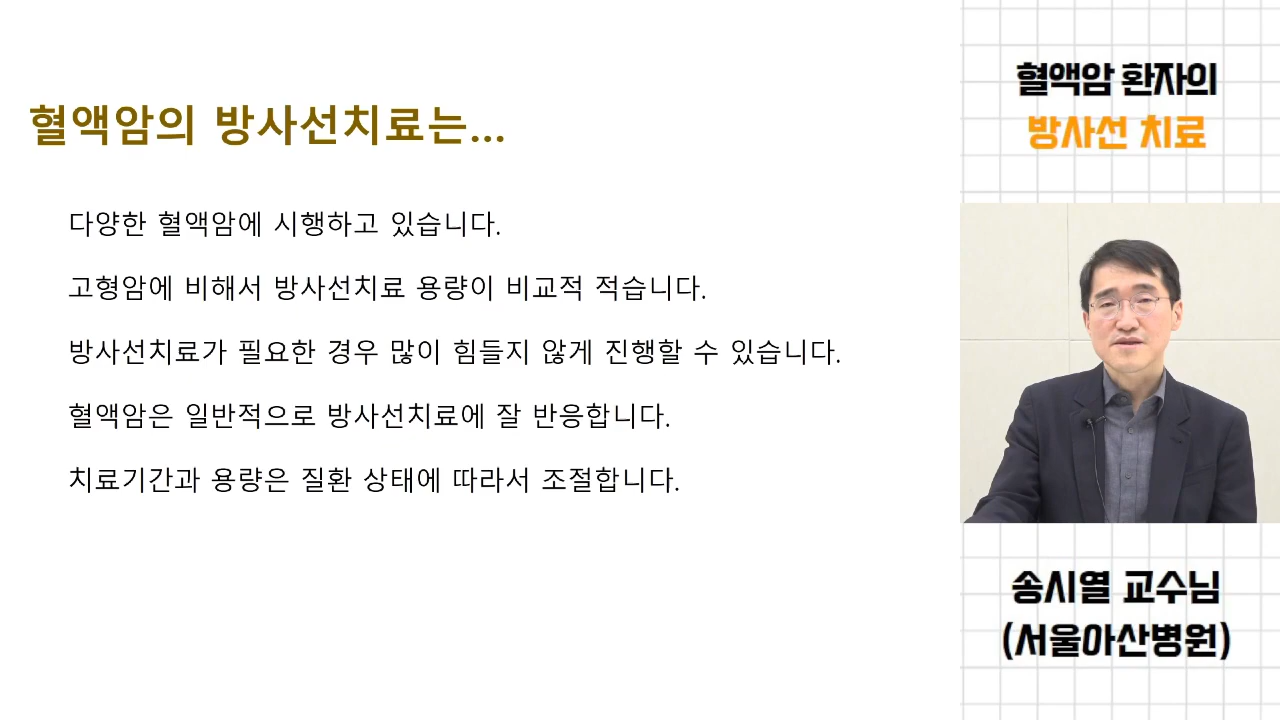 혈액암의 방사선치료는...
다양한 혈액암에 시행하고 있습니다.
고형암에 비해서 방사선치료 용량이 비교적 적습니다.
방사선치료가 필요한 경우 많이 힘들지 않게 진행할 수 있습니다.
혈액암은 일반적으로 방사선치료에 잘 반응합니다.
치료기간과 용량은 질환 상태에 따라서 조절합니다.
혈액암 환자의
방사선 치료
송시열 교수님
(서울아산병원)